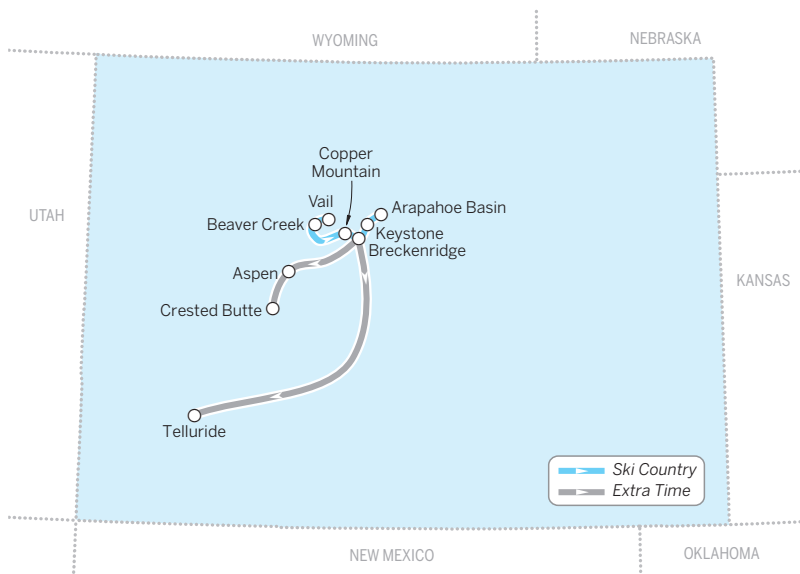 WYOMING
NEBRASKA
Copper
Mountain
Vail
Arapahoe Basin
UTAH
Beaver Creek
Keystone
Breckenridge
Aspen
KANSAS
Crested Butte
Telluride
Ski Country
Extra Time
NEW MEXICO
OKLAHOMA